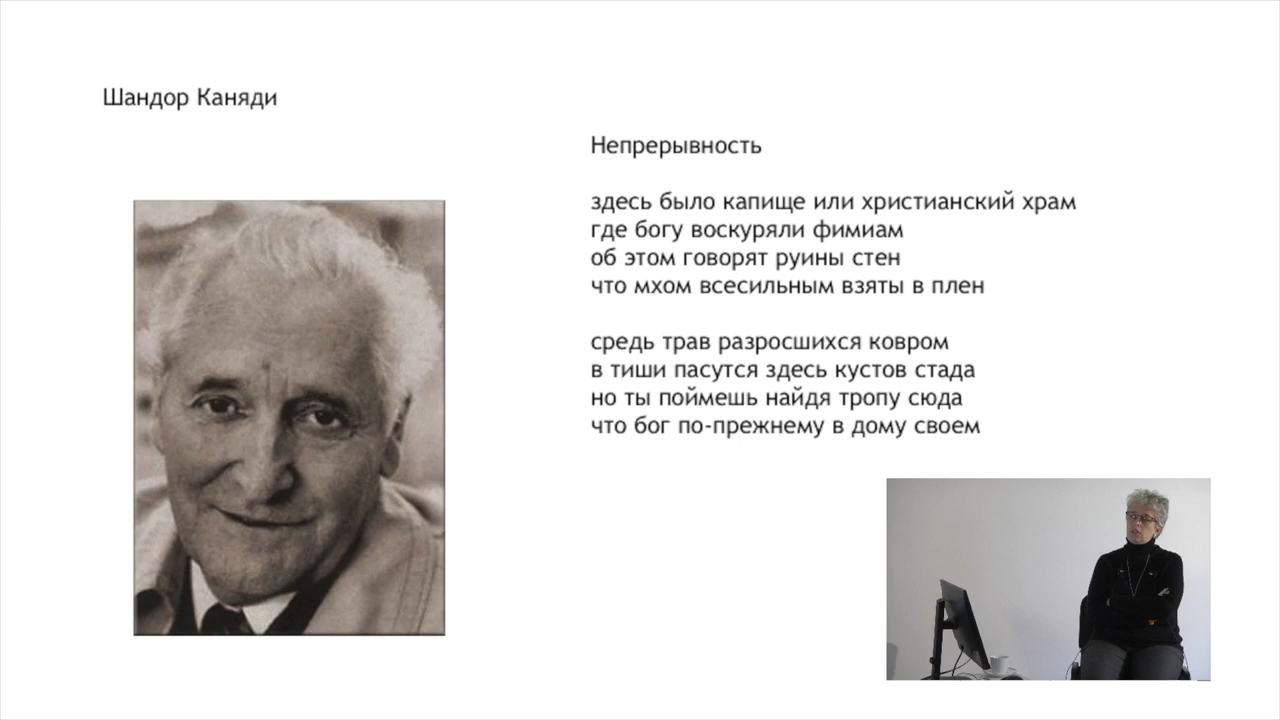 Шандор Каняди
Непрерывность
здесь было капище или христианский храм
где богу воскуряли фимиам
об этом говорят руины стен
что мхом всесильным взяты в плен
средь трав разросшихся ковром
в тиши пасутся здесь кустов стада
но ты поймешь найдя тропу сюда
что бог по-прежнему в дому своем